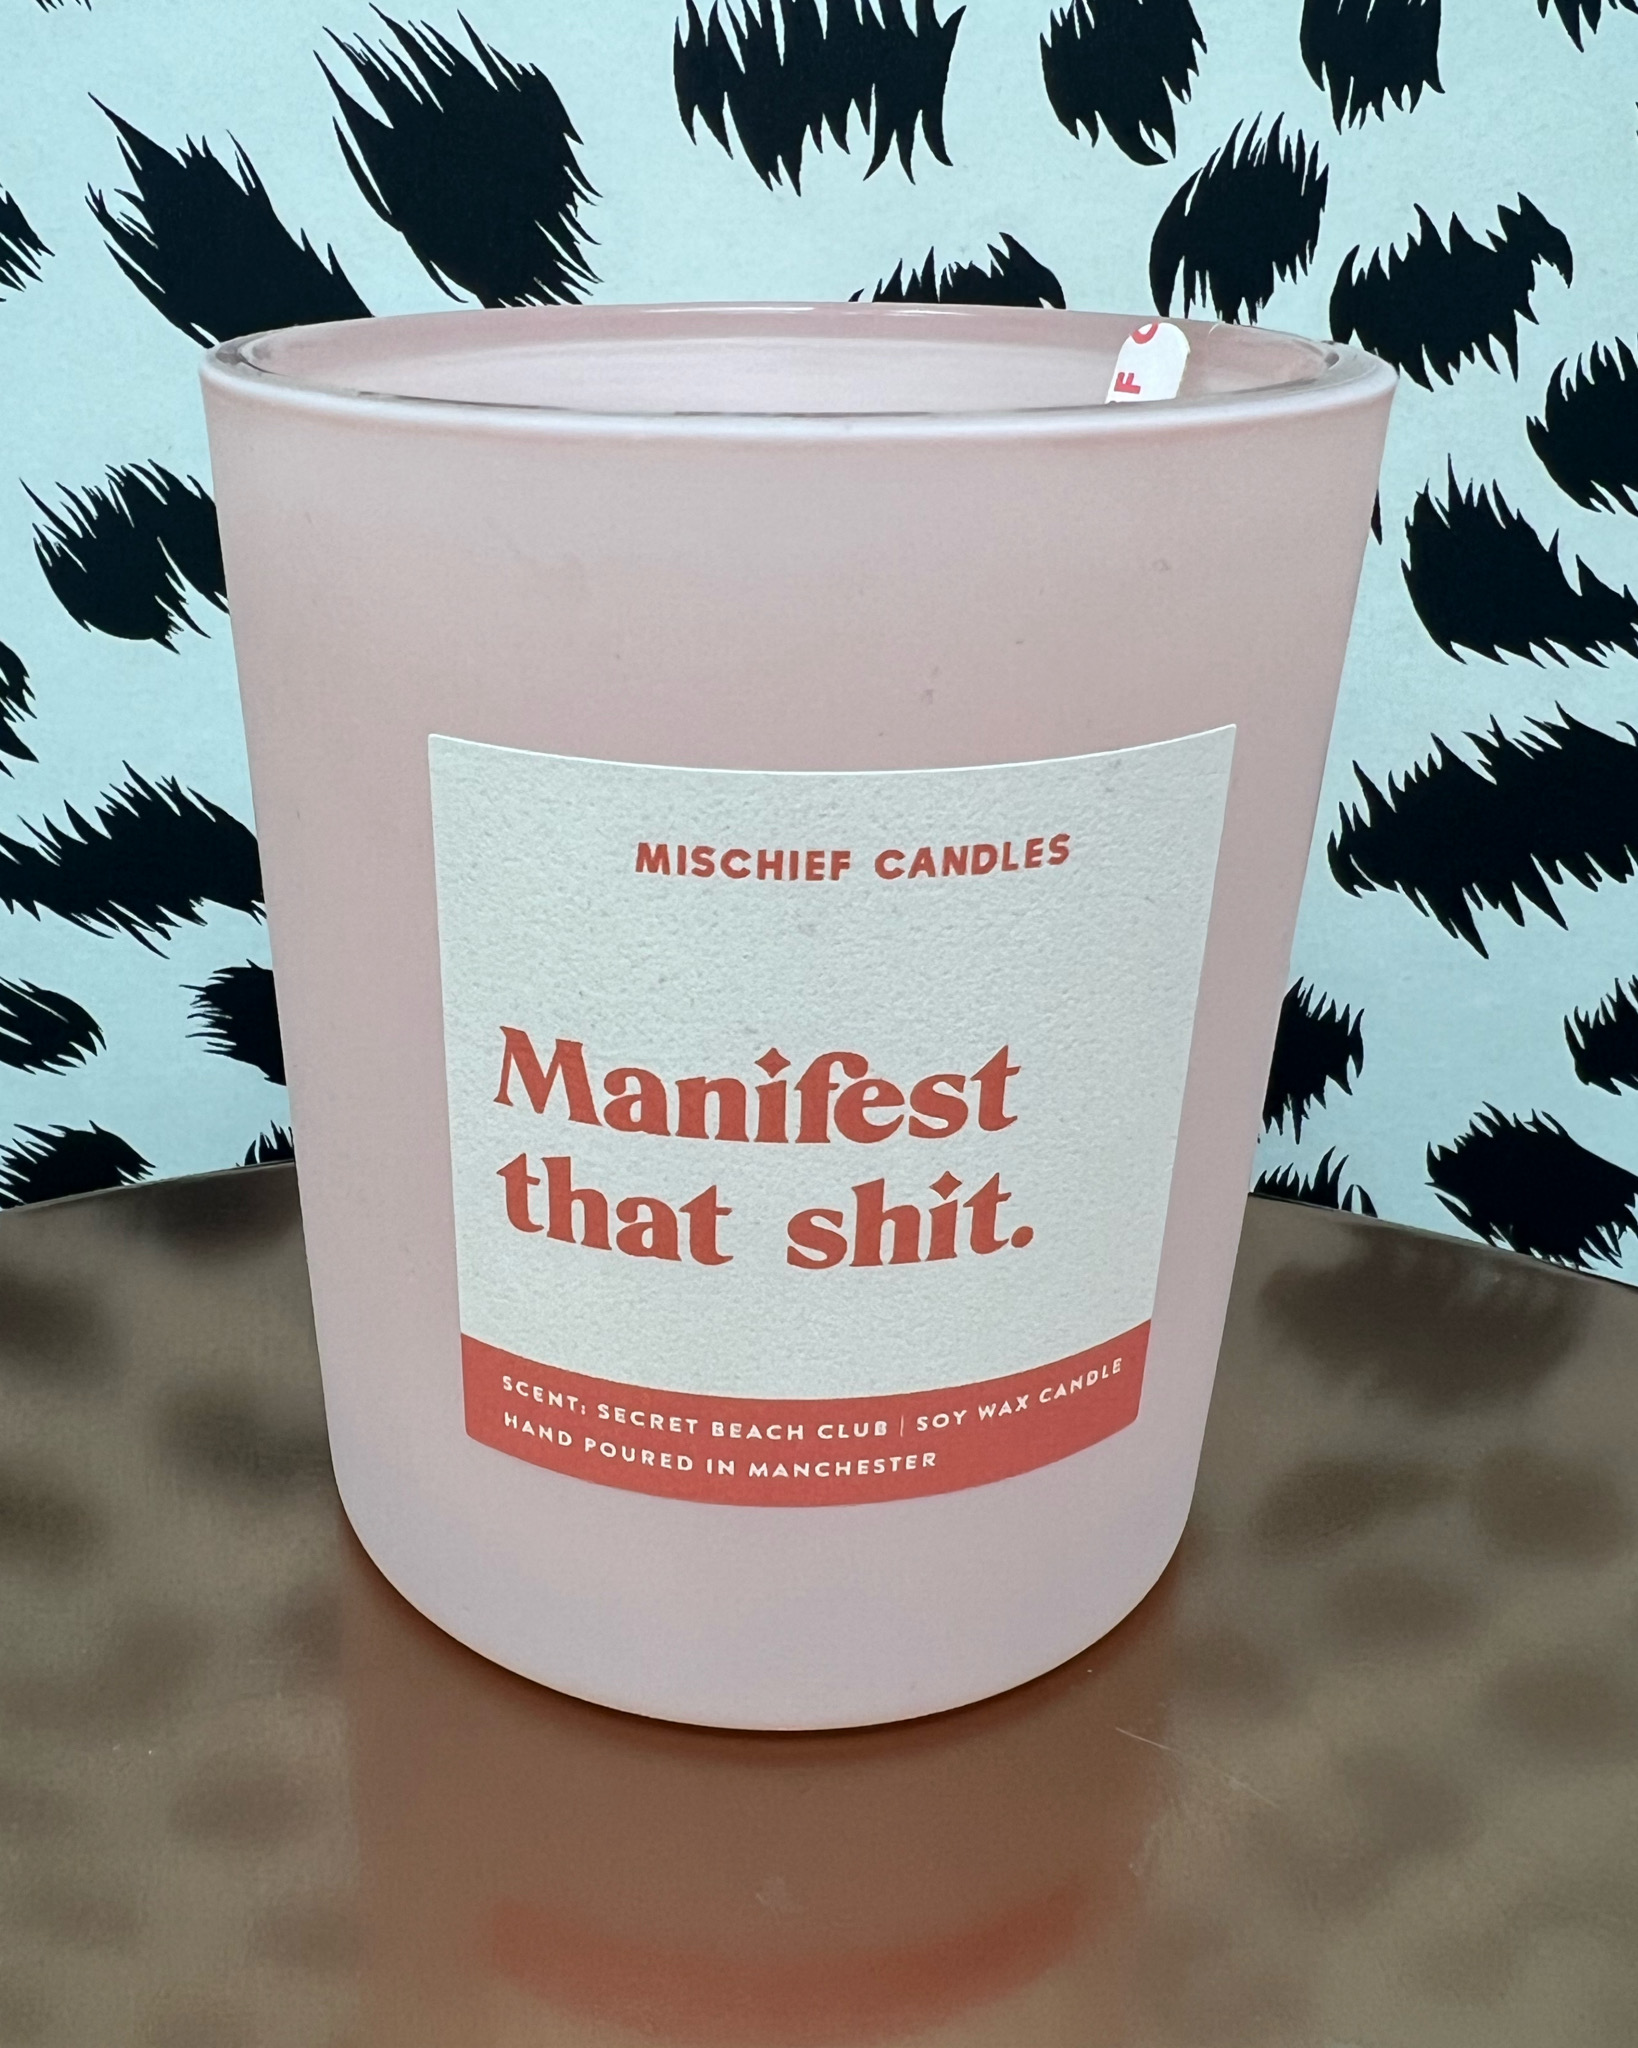 MISCHIEF CANDLES
Manifest
that shit.
SCENT: SECRET BEACH CLUB | SOY WAX CANDLE
HAND POURED IN MANCHESTER